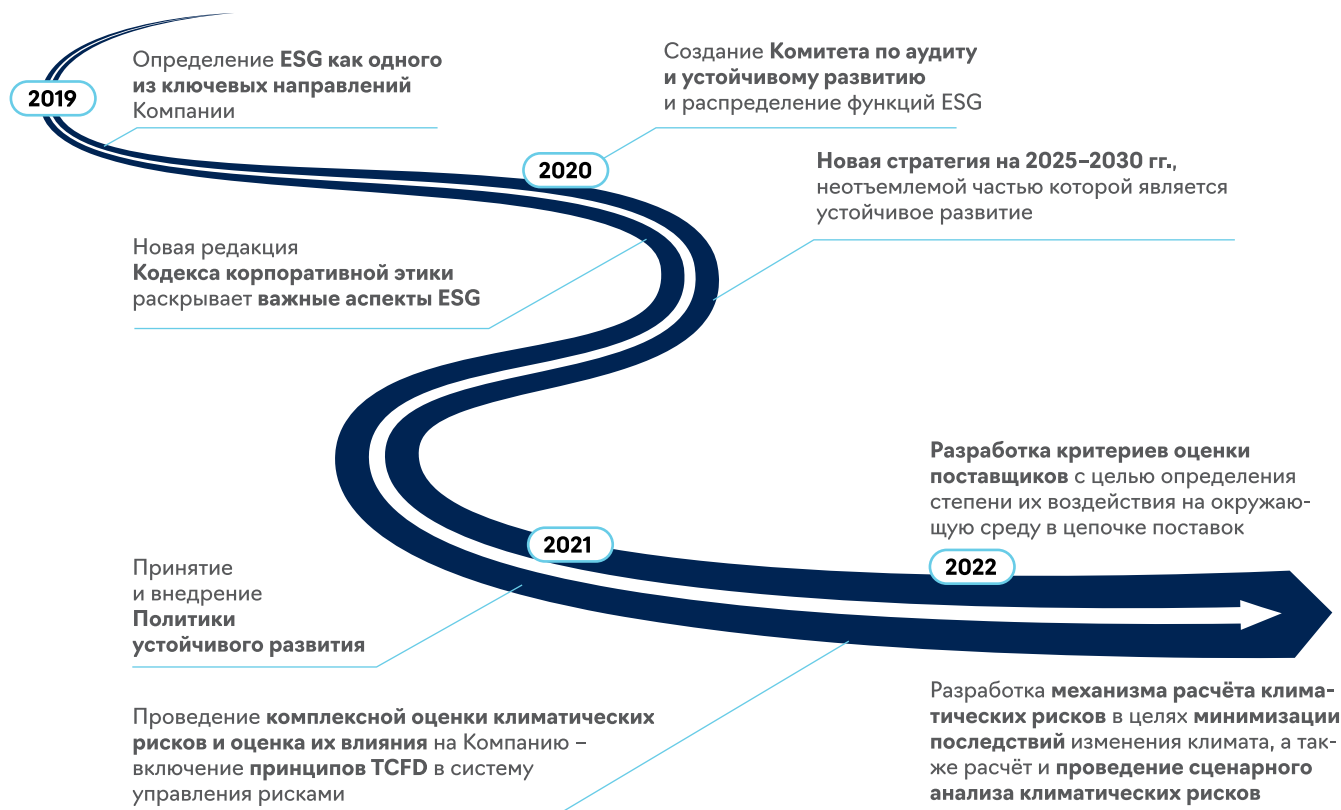 2019
Определение ESG как одного
из ключевых направлений
Компании
Создание Комитета по аудиту
и устойчивому развитию
и распределение функций ESG
2020
Новая стратегия на 2025–2030 гг.,
неотъемлемой частью которой является
устойчивое развитие
Новая редакция
Кодекса корпоративной этики
раскрывает важные аспекты ESG
2021
Принятие
и внедрение
Политики
устойчивого развития
Разработка критериев оценки
поставщиков с целью определения
степени их воздействия на окружаю-
щую среду в цепочке поставок
2022
Проведение комплексной оценки климатических
рисков и оценка их влияния на Компанию –
включение принципов TCFD в систему
управления рисками
Разработка механизма расчёта клима-
тических рисков в целях минимизации
последствий изменения климата, а так-
же расчёт и проведение сценарного
анализа климатических рисков